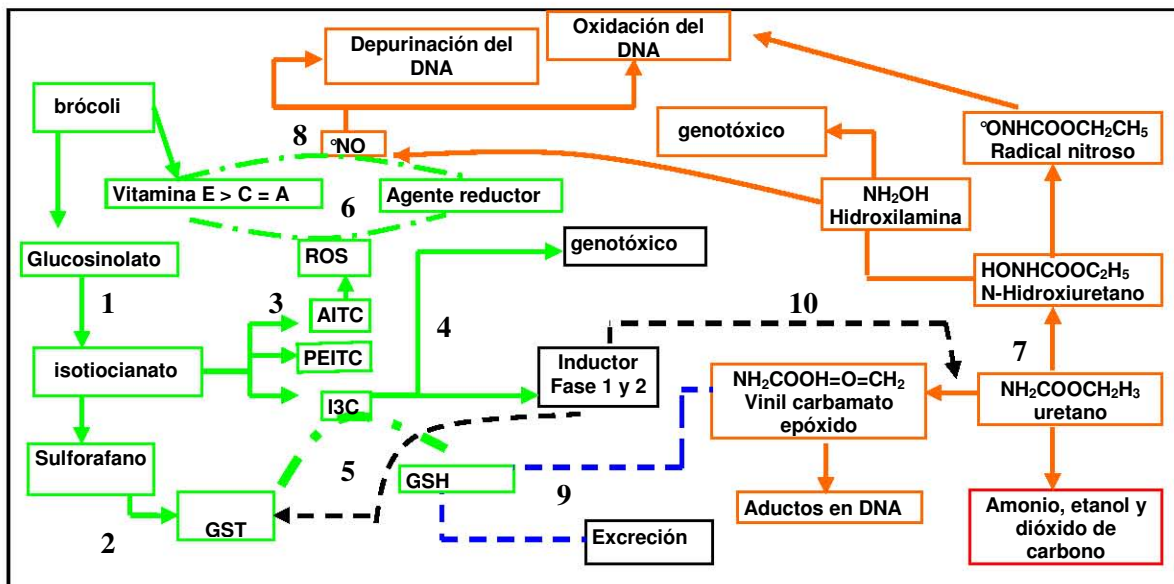 Depurinación del
DNA
Oxidación del
DNA
brócoli
8
°NO
genotóxico
°ONHCOOCH2CH5
Radical nitroso
Vitamina E > C = A
Agente reductor
6
NH2OH
Hidroxilamina
Glucosinolato
ROS
genotóxico
HONHCOOC2H5
N-Hidroxiuretano
1
3
AITC
4
10
7
isotiocianato
PEITC
Inductor
Fase 1 y 2
NH2COOH=O=CH2
Vinil carbamato
epóxido
NH2COOCH2H3
uretano
I3C
Sulforafano
5
GSH
9
2
GST
Aductos en DNA
Excreción
Amonio, etanol y
dióxido de
carbono